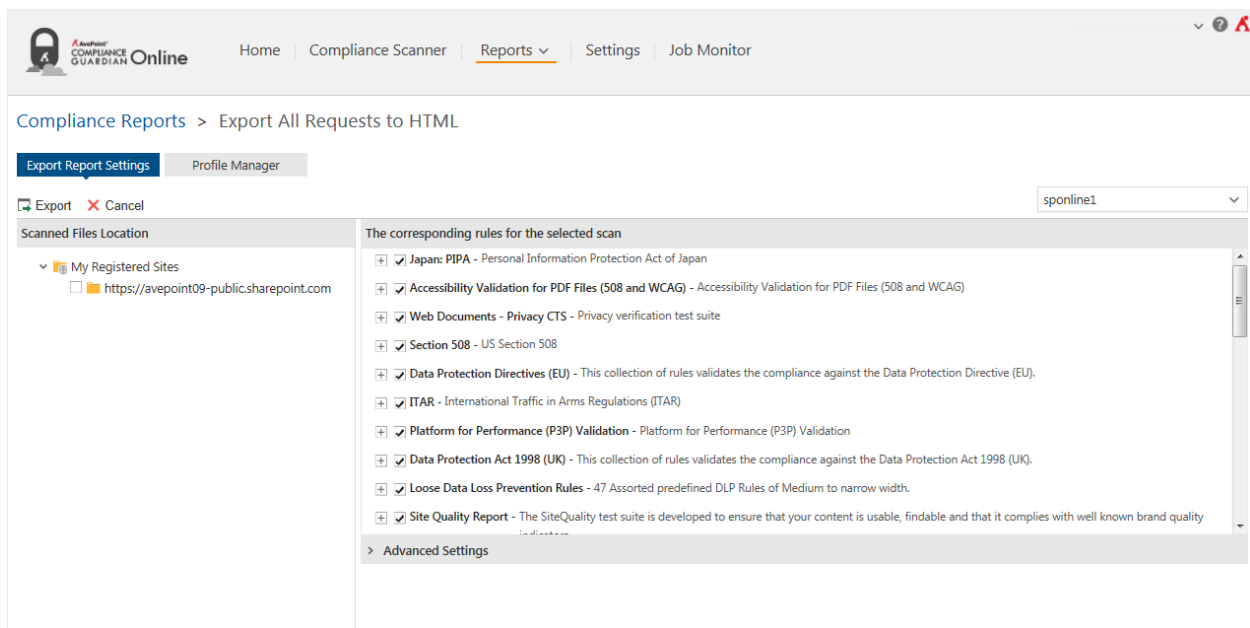 AvePoint
COMPLIANCE
GUARDIAN Online
Home Compliance Scanner Reports Settings Job Monitor
Compliance Reports > Export All Requests to HTML
Export Report Settings Profile Manager
Export Cancel
sponline1
Scanned Files Location
The corresponding rules for the selected scan
My Registered Sites
https://avepoint09-public.sharepoint.com
Japan: PIPA - Personal Information Protection Act of Japan
Accessibility Validation for PDF Files (508 and WCAG) - Accessibility Validation for PDF Files (508 and WCAG)
Web Documents - Privacy CTS - Privacy verification test suite
Section 508 - US Section 508
Data Protection Directives (EU) - This collection of rules validates the compliance against the Data Protection Directive (EU).
ITAR - International Traffic in Arms Regulations (ITAR)
Platform for Performance (P3P) Validation - Platform for Performance (P3P) Validation
Data Protection Act 1998 (UK) - This collection of rules validates the compliance against the Data Protection Act 1998 (UK).
Loose Data Loss Prevention Rules - 47 Assorted predefined DLP Rules of Medium to narrow width.
Site Quality Report - The SiteQuality test suite is developed to ensure that your content is usable, findable and that it complies with well known brand quality
> Advanced Settings